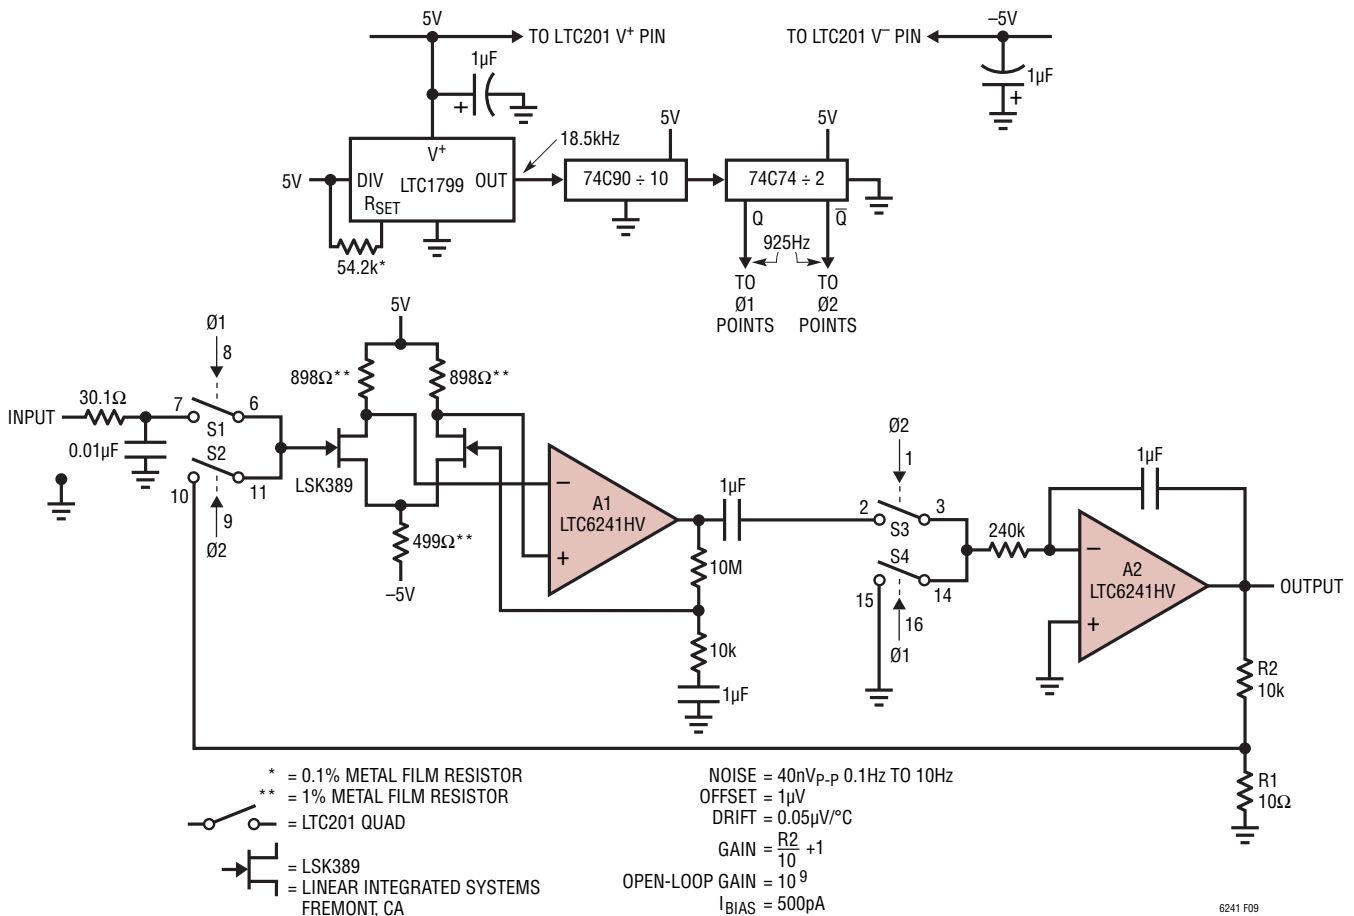 5V
TO LTC201 V+ PIN
TO LTC201 V– PIN
–5V
1µF
+
1µF
+
V+
5V
DIV
LTC1799
OUT
RSET
54.2k*
18.5kHz
5V
74C90 ÷ 10
5V
74C74 ÷ 2
Q
Q̅
925Hz
TO
Ø1
POINTS
TO
Ø2
POINTS
INPUT
30.1Ω
0.01µF
Ø1
8
7
6
S1
S2
10
11
9
Ø2
5V
898Ω**
898Ω**
LSK389
499Ω**
–5V
–
A1
LTC6241HV
+
1µF
10M
10k
1µF
Ø2
1
2
3
S3
S4
15
14
16
Ø1
240k
1µF
–
A2
LTC6241HV
+
OUTPUT
R2
10k
R1
10Ω
* = 0.1% METAL FILM RESISTOR
** = 1% METAL FILM RESISTOR
= LTC201 QUAD
= LSK389
= LINEAR INTEGRATED SYSTEMS
FREMONT, CA
NOISE = 40nVP-P 0.1Hz TO 10Hz
OFFSET = 1µV
DRIFT = 0.05µV/°C
GAIN = R2/10 +1
OPEN-LOOP GAIN = 10⁹
IBIAS = 500pA
6241 F09